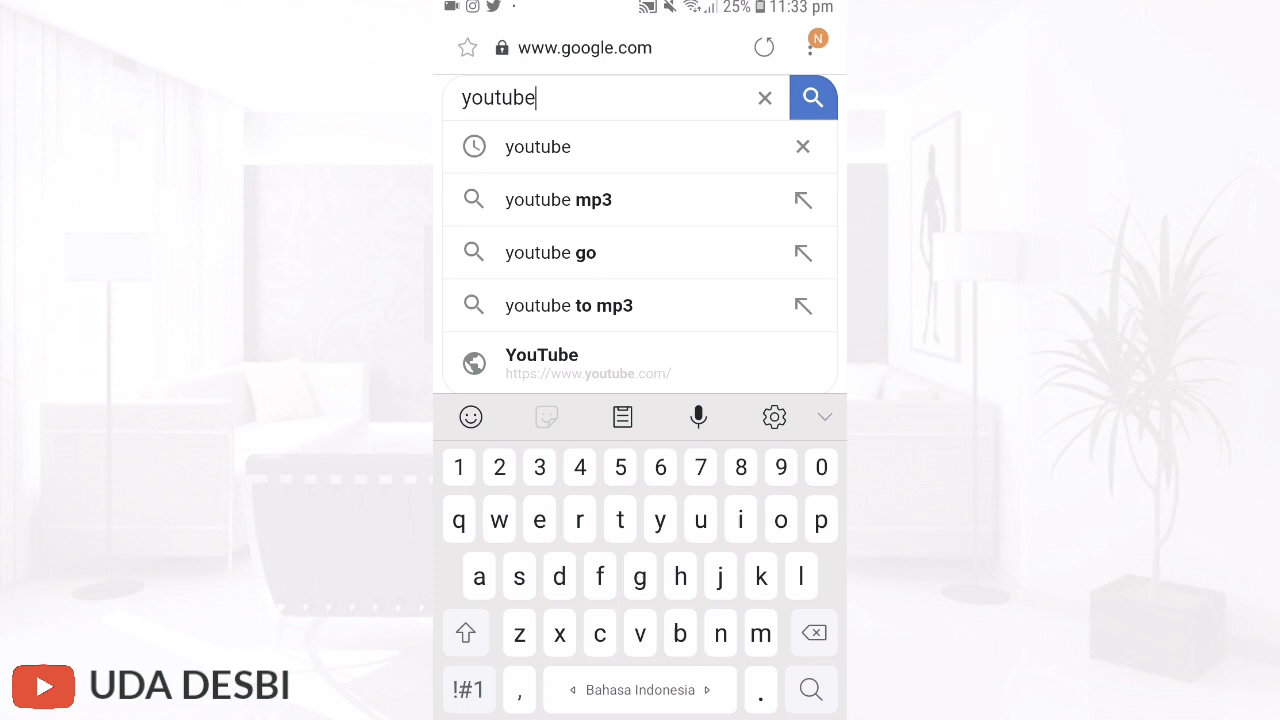 25% 11:33 pm
www.google.com
N
youtube
youtube
youtube mp3
youtube go
youtube to mp3
YouTube
https://www.youtube.com/
1 2 3 4 5 6 7 8 9 0
q w e r t y u i o p
a s d f g h j k l
z x c v b n m
!#1 , Bahasa Indonesia .
UDA DESBI